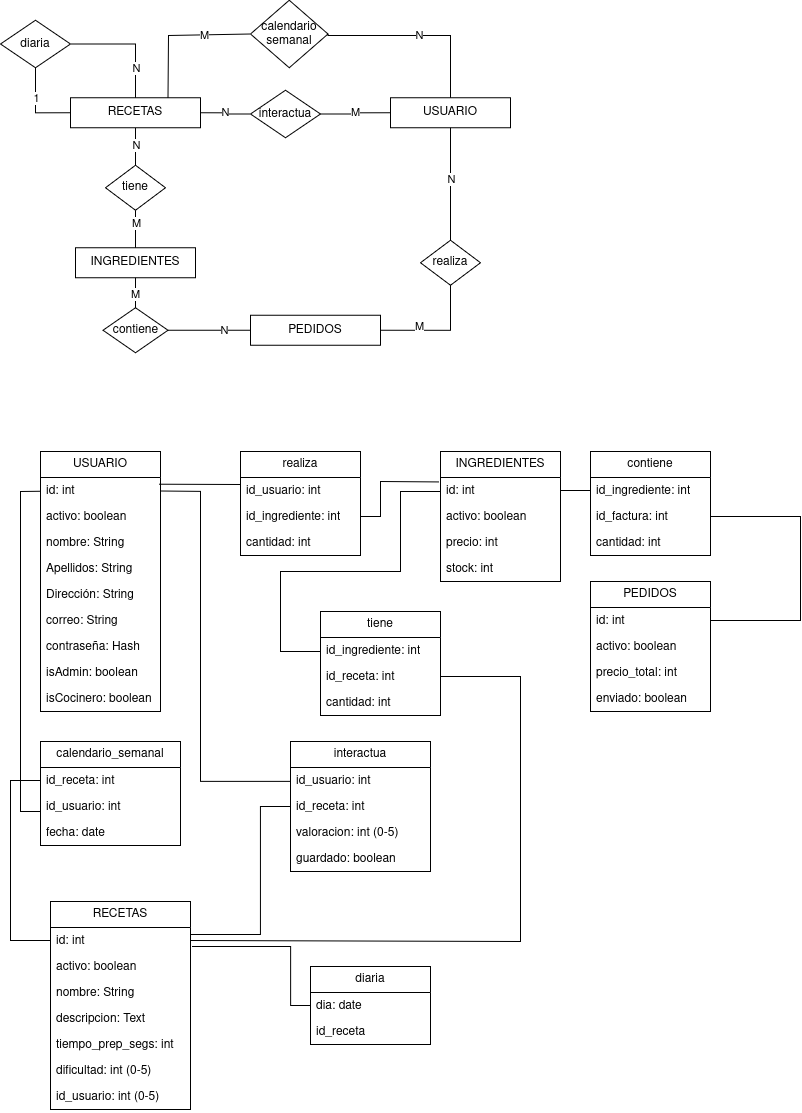 calendario
semanal
diaria
M
N
N
1
RECETAS
N
interactua
M
USUARIO
N
N
tiene
M
INGREDIENTES
realiza
M
contiene
N
PEDIDOS
M
USUARIO
id: int
activo: boolean
nombre: String
Apellidos: String
Dirección: String
correo: String
contraseña: Hash
isAdmin: boolean
isCocinero: boolean
realiza
id_usuario: int
id_ingrediente: int
cantidad: int
INGREDIENTES
id: int
activo: boolean
precio: int
stock: int
contiene
id_ingrediente: int
id_factura: int
cantidad: int
PEDIDOS
id: int
activo: boolean
precio_total: int
enviado: boolean
tiene
id_ingrediente: int
id_receta: int
cantidad: int
calendario_semanal
id_receta: int
id_usuario: int
fecha: date
interactua
id_usuario: int
id_receta: int
valoracion: int (0-5)
guardado: boolean
RECETAS
id: int
activo: boolean
nombre: String
descripcion: Text
tiempo_prep_segs: int
dificultad: int (0-5)
id_usuario: int (0-5)
diaria
dia: date
id_receta